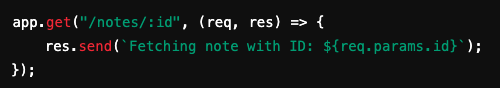 app.get("/notes/:id", (req, res) => {
    res.send(`Fetching note with ID: ${req.params.id}`);
});